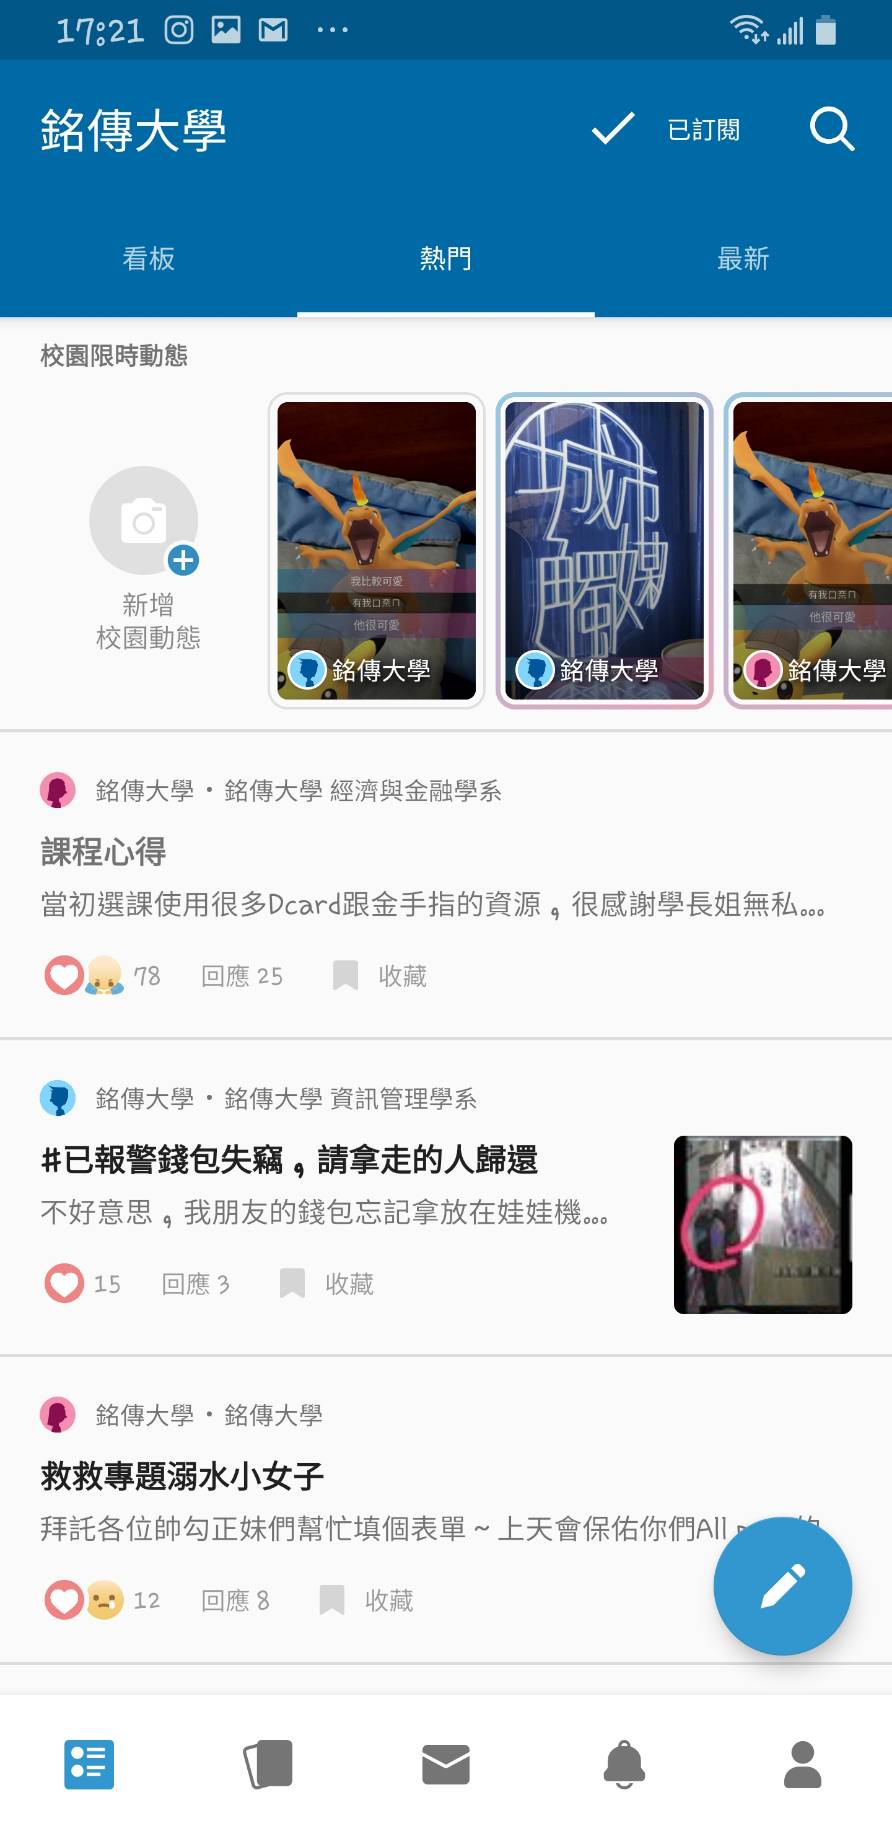 17:21
銘傳大學 已訂閱
看板 熱門 最新
校園限時動態
新增
校園動態
我比較可愛
有我口奈ㄇ
他很可愛
銘傳大學
城市
觸媒
銘傳大學
有我口奈ㄇ
他很可愛
銘傳大學
銘傳大學・銘傳大學 經濟與金融學系
課程心得
當初選課使用很多Dcard跟金手指的資源，很感謝學長姐無私...
78 回應 25 收藏
銘傳大學・銘傳大學 資訊管理學系
#已報警錢包失竊，請拿走的人歸還
不好意思，我朋友的錢包忘記拿放在娃娃機...
15 回應 3 收藏
銘傳大學・銘傳大學
救救專題溺水小女子
拜託各位帥勾正妹們幫忙填個表單～上天會保佑你們All
12 回應 8 收藏